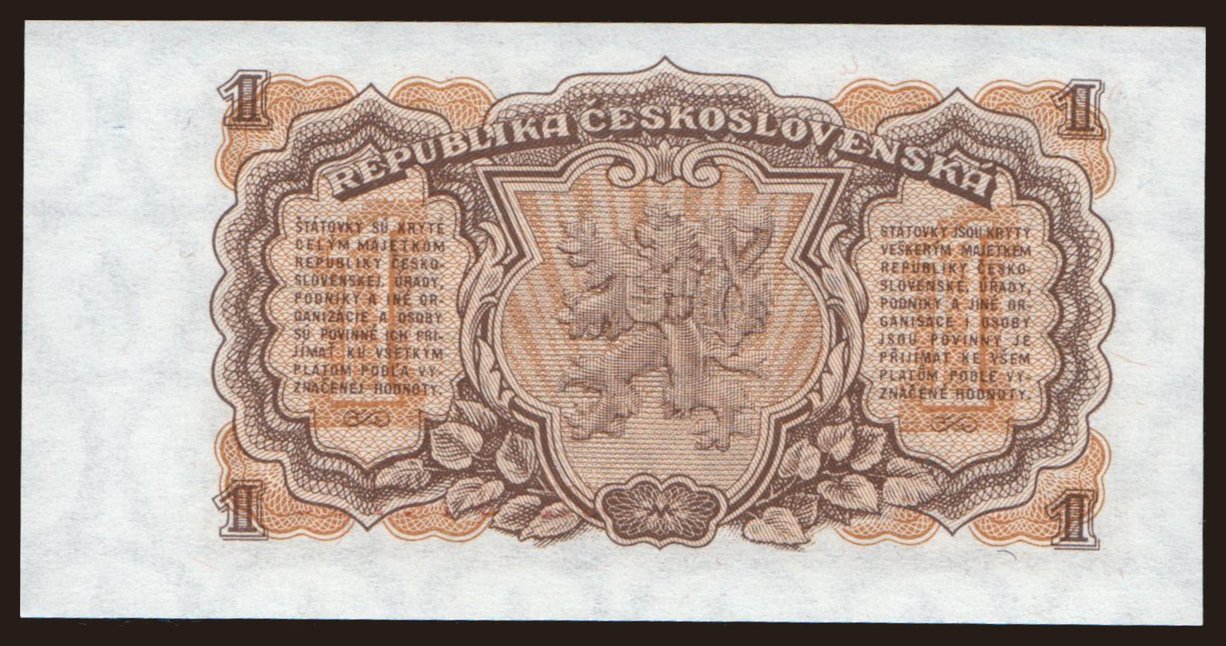 1 1
REPUBLIKA ČESKOSLOVENSKÁ
ŠTÁTOVKY SÚ KRYTÉ
CELÝM MAJETKOM
REPUBLIKY ČESKO-
SLOVENSKEJ, ÚRADY,
PODNIKY A INÉ OR-
GANIZÁCIE A OSOBY
SÚ POVINNÉ ICH PRI-
JÍMAŤ KU VŠETKÝM
PLATOM PODĽA VY-
ZNAČENEJ HODNOTY.
STÁTOVKY JSOU KRYTY
VEŠKERÝM MAJETKEM
REPUBLIKY ČESKO-
SLOVENSKÉ, ÚŘADY,
PODNIKY A JINÉ OR-
GANISACE I OSOBY
JSOU POVINNY JE
PŘIJÍMAT KE VŠEM
PLATŮM PODLE VY-
ZNAČENÉ HODNOTY.
1 1